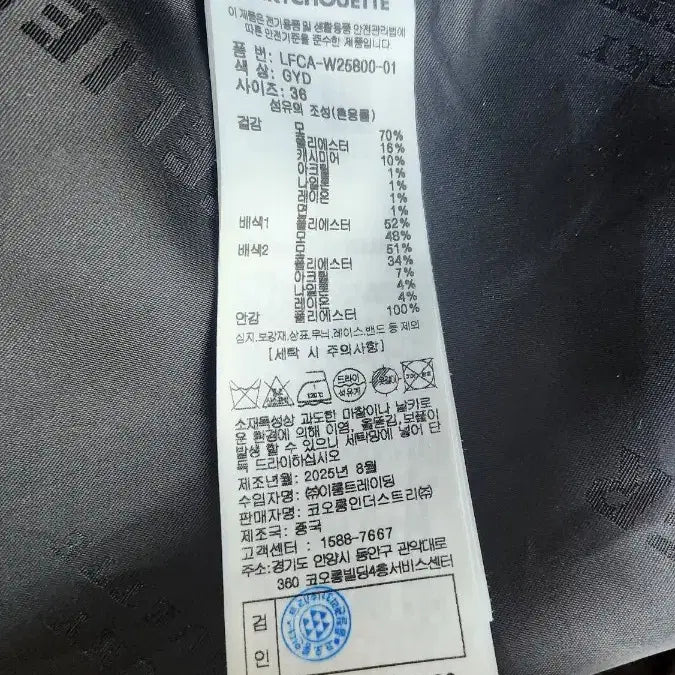 이 제품은 전기용품 및 생활용품 안전관리법에
따른 안전기준을 준수한 제품입니다.
품 번: LFCA-W25800-01
색 상: GYD
사이즈: 36
섬유의 조성(혼용률)
겉감 모 70%
폴리에스터 16%
캐시미어 10%
아크릴 1%
나일론 1%
레이온 1%
면 1%
배색1 폴리에스터 52%
모 48%
배색2 모 51%
폴리에스터 34%
아크릴 7%
나일론 4%
레이온 4%
안감 폴리에스터 100%
심지,보강재,상표,무늬,레이스,밴드 등 제외
[세탁 시 주의사항]
드라이
석유계
소재특성상 과도한 마찰이나 날카로
운 환경에 의해 이염, 올뜯김,보풀이
발생 할 수 있으니 세탁망에 넣어 단
독 드라이하십시오
제조년월: 2025년 8월
수입자명: ㈜이룸트레이딩
판매자명: 코오롱인더스트리㈜
제조국: 중국
고객센터 : 1588-7667
주소:경기도 안양시 동안구 관악대로
360 코오롱빌딩4층서비스센터
검
인